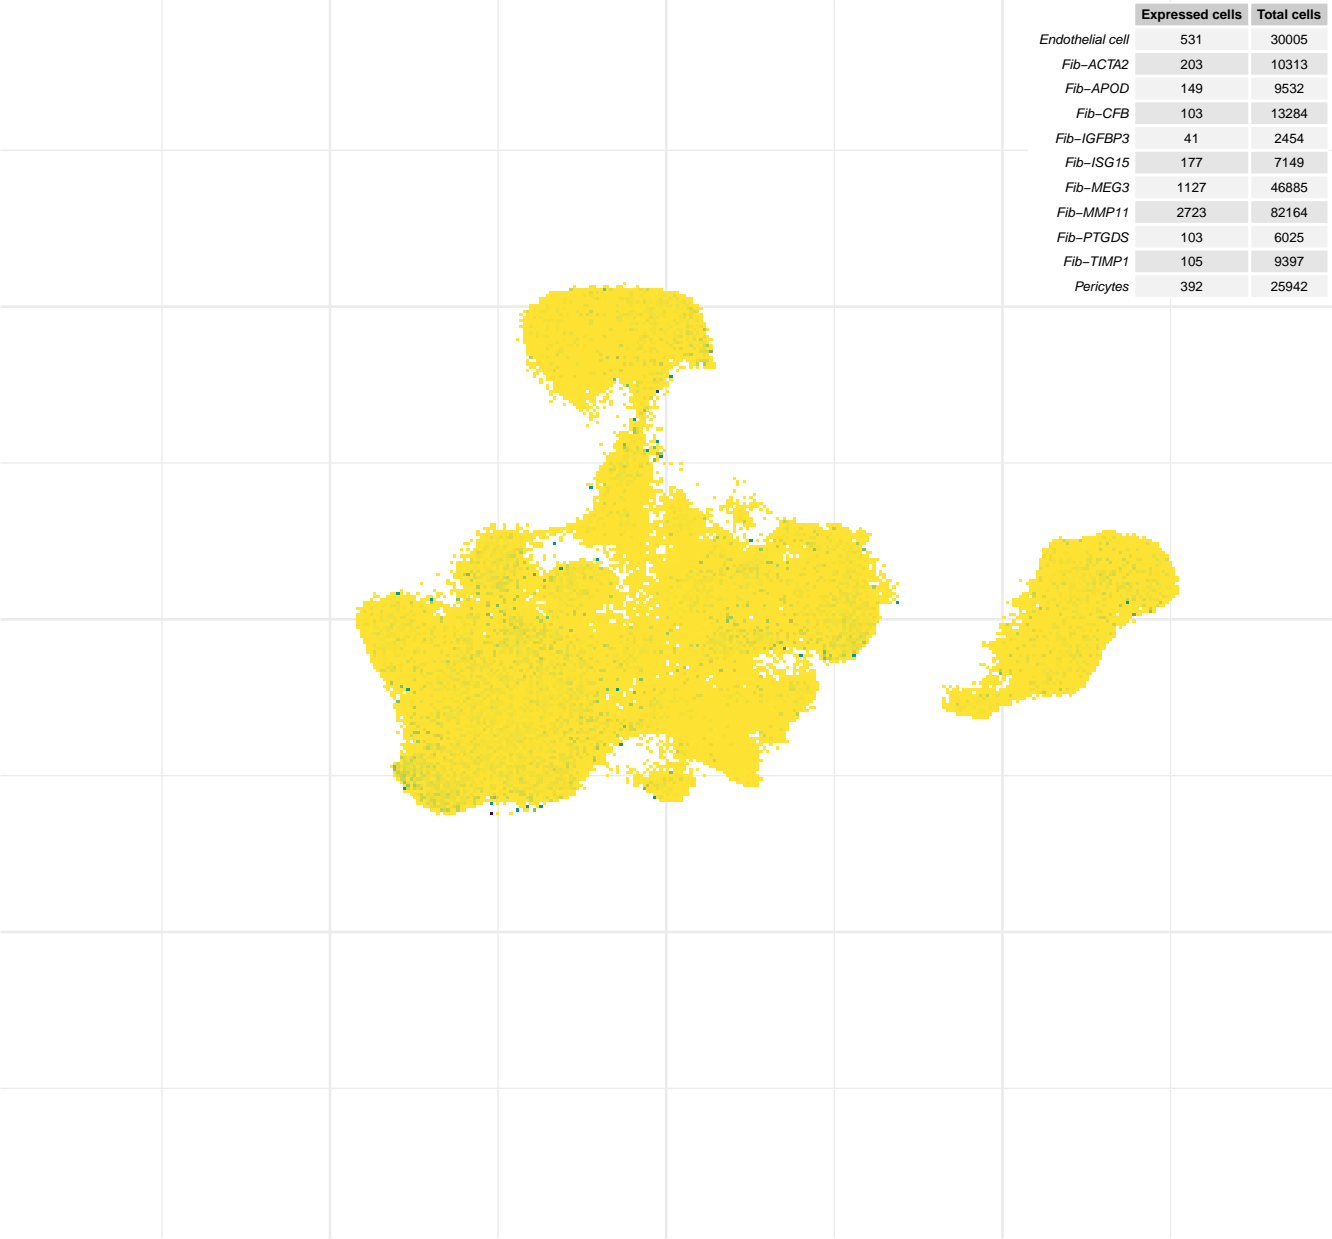 Expressed cells Total cells
Endothelial cell 531 30005
Fib−ACTA2 203 10313
Fib−APOD 149 9532
Fib−CFB 103 13284
Fib−IGFBP3 41 2454
Fib−ISG15 177 7149
Fib−MEG3 1127 46885
Fib−MMP11 2723 82164
Fib−PTGDS 103 6025
Fib−TIMP1 105 9397
Pericytes 392 25942